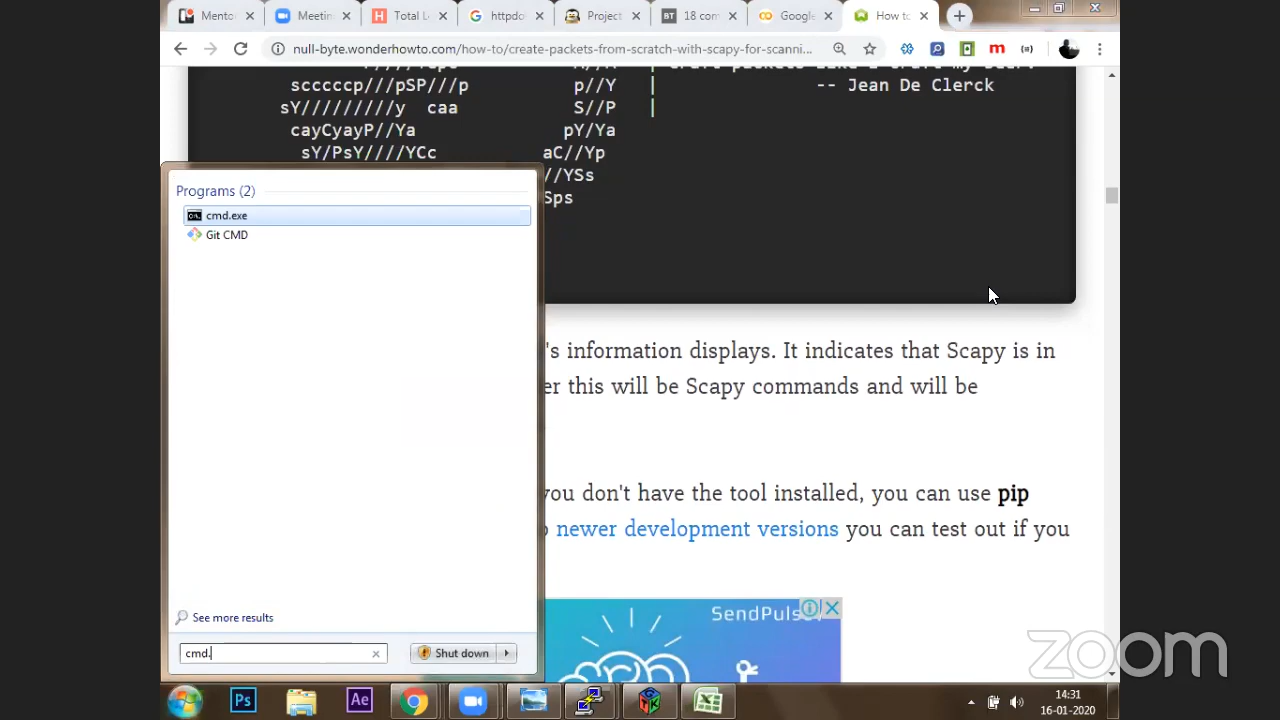 Mento
Meetin
Total L
httpdo
Project
18 com
Google
How to
null-byte.wonderhowto.com/how-to/create-packets-from-scratch-with-scapy-for-scanni...
sccccccp///pSP///p p//Y |
-- Jean De Clerck
sY/////////y caa S//P |
cayCyayP//Ya pY/Ya
sY/PsY////YCc aC//Yp
//YSs
Sps
Programs (2)
cmd.exe
Git CMD
's information displays. It indicates that Scapy is in
er this will be Scapy commands and will be
you don't have the tool installed, you can use pip
newer development versions you can test out if you
SendPuls
See more results
cmd.
Shut down
zoom
Ps
Ae
14:31
16-01-2020